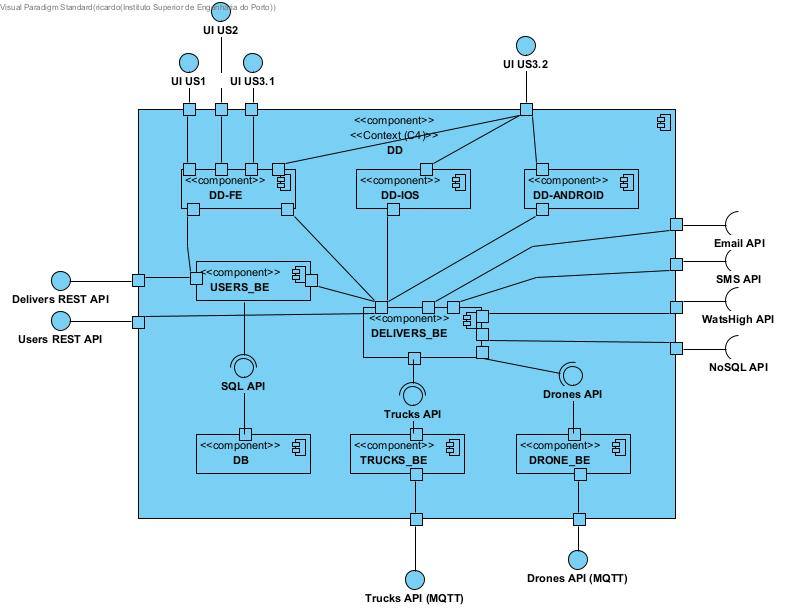 Visual Paradigm Standard(ricardo(Instituto Superior de Engenharia do Porto))
UI US2
UI US1
UI US3.1
UI US3.2
<<component>>
<<Context (C4)>>
DD
<<component>>
DD-FE
<<component>>
DD-IOS
<<component>>
DD-ANDROID
Email API
SMS API
WatsHigh API
NoSQL API
Delivers REST API
Users REST API
<<component>>
USERS_BE
<<component>>
DELIVERS_BE
SQL API
Trucks API
Drones API
<<component>>
DB
<<component>>
TRUCKS_BE
<<component>>
DRONE_BE
Trucks API (MQTT)
Drones API (MQTT)